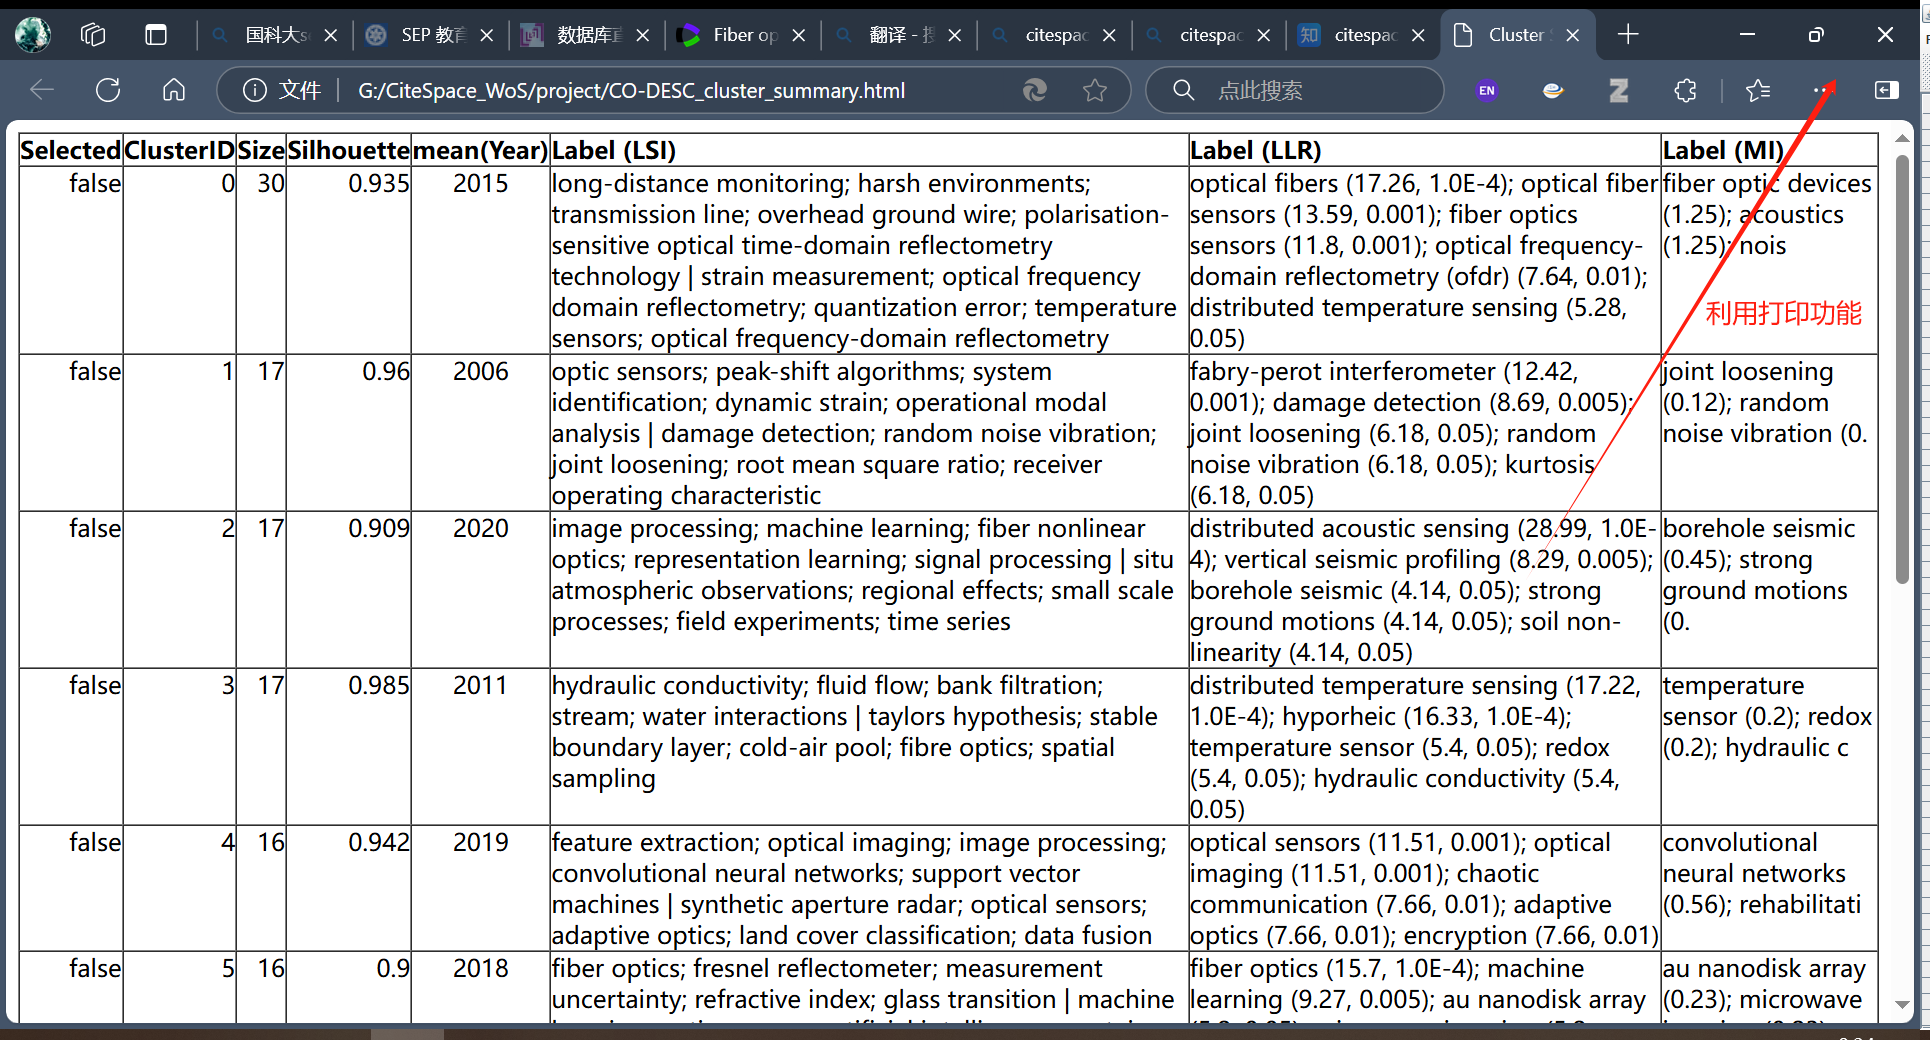 国科大s
SEP 教育
数据库
Fiber op
翻译 - 搜
citespac
citespac
知 citespac
Cluster
文件 G:/CiteSpace_WoS/project/CO-DESC_cluster_summary.html
点此搜索
EN
Z
Selected ClusterID Size Silhouette mean(Year) Label (LSI) Label (LLR) Label (MI)
false 0 30 0.935 2015
long-distance monitoring; harsh environments;
transmission line; overhead ground wire; polarisation-
sensitive optical time-domain reflectometry
technology | strain measurement; optical frequency
domain reflectometry; quantization error; temperature
sensors; optical frequency-domain reflectometry
optical fibers (17.26, 1.0E-4); optical fiber
sensors (13.59, 0.001); fiber optics
sensors (11.8, 0.001); optical frequency-
domain reflectometry (ofdr) (7.64, 0.01);
distributed temperature sensing (5.28,
0.05)
fiber optic devices
(1.25); acoustics
(1.25); nois
利用打印功能
false 1 17 0.96 2006
optic sensors; peak-shift algorithms; system
identification; dynamic strain; operational modal
analysis | damage detection; random noise vibration;
joint loosening; root mean square ratio; receiver
operating characteristic
fabry-perot interferometer (12.42,
0.001); damage detection (8.69, 0.005);
joint loosening (6.18, 0.05); random
noise vibration (6.18, 0.05); kurtosis
(6.18, 0.05)
joint loosening
(0.12); random
noise vibration (0.
false 2 17 0.909 2020
image processing; machine learning; fiber nonlinear
optics; representation learning; signal processing | situ
atmospheric observations; regional effects; small scale
processes; field experiments; time series
distributed acoustic sensing (28.99, 1.0E-
4); vertical seismic profiling (8.29, 0.005);
borehole seismic (4.14, 0.05); strong
ground motions (4.14, 0.05); soil non-
linearity (4.14, 0.05)
borehole seismic
(0.45); strong
ground motions
(0.
false 3 17 0.985 2011
hydraulic conductivity; fluid flow; bank filtration;
stream; water interactions | taylors hypothesis; stable
boundary layer; cold-air pool; fibre optics; spatial
sampling
distributed temperature sensing (17.22,
1.0E-4); hyporheic (16.33, 1.0E-4);
temperature sensor (5.4, 0.05); redox
(5.4, 0.05); hydraulic conductivity (5.4,
0.05)
temperature
sensor (0.2); redox
(0.2); hydraulic c
false 4 16 0.942 2019
feature extraction; optical imaging; image processing;
convolutional neural networks; support vector
machines | synthetic aperture radar; optical sensors;
adaptive optics; land cover classification; data fusion
optical sensors (11.51, 0.001); optical
imaging (11.51, 0.001); chaotic
communication (7.66, 0.01); adaptive
optics (7.66, 0.01); encryption (7.66, 0.01)
convolutional
neural networks
(0.56); rehabilitati
false 5 16 0.9 2018
fiber optics; fresnel reflectometer; measurement
uncertainty; refractive index; glass transition | machine
fiber optics (15.7, 1.0E-4); machine
learning (9.27, 0.005); au nanodisk array
au nanodisk array
(0.23); microwave